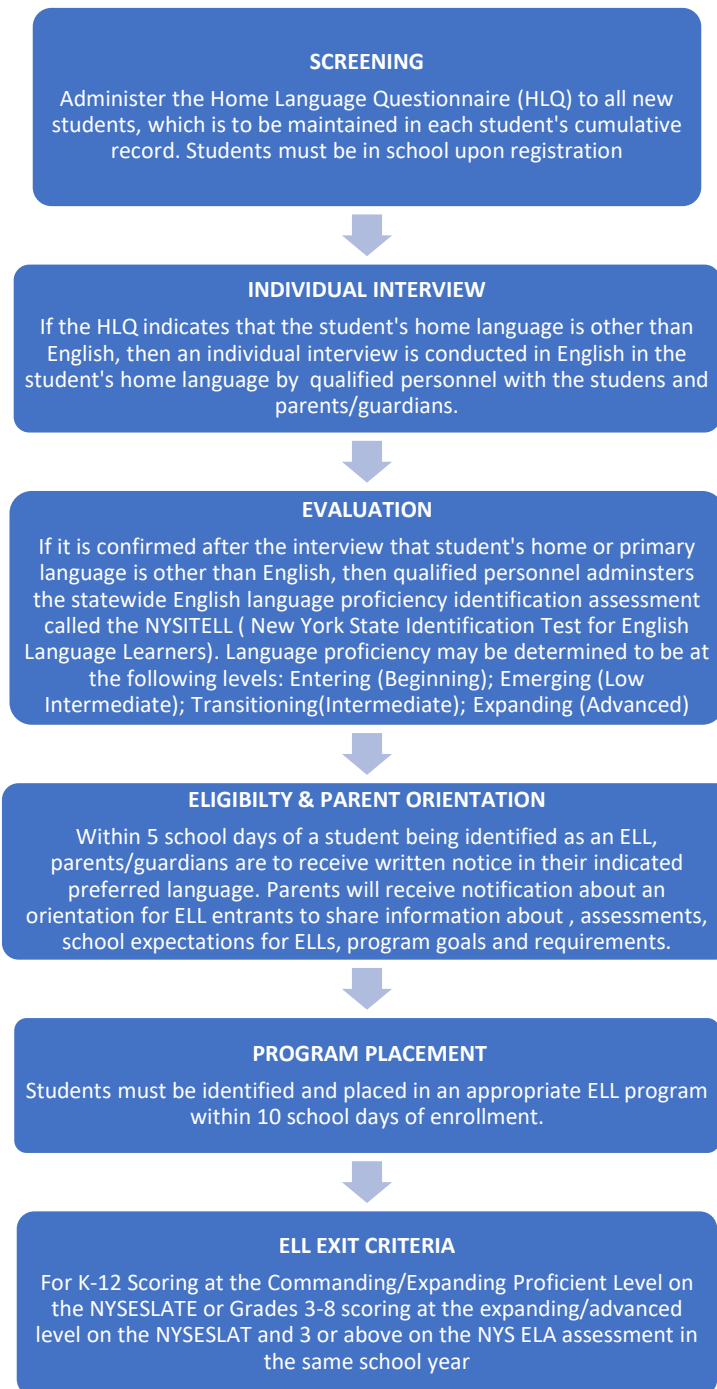 SCREENING
Administer the Home Language Questionnaire (HLQ) to all new
students, which is to be maintained in each student's cumulative
record. Students must be in school upon registration
INDIVIDUAL INTERVIEW
If the HLQ indicates that the student's home language is other than
English, then an individual interview is conducted in English in the
student's home language by qualified personnel with the studens and
parents/guardians.
EVALUATION
If it is confirmed after the interview that student's home or primary
language is other than English, then qualified personnel adminsters
the statewide English language proficiency identification assessment
called the NYSITELL ( New York State Identification Test for English
Language Learners). Language proficiency may be determined to be at
the following levels: Entering (Beginning); Emerging (Low
Intermediate); Transitioning(Intermediate); Expanding (Advanced)
ELIGIBILTY & PARENT ORIENTATION
Within 5 school days of a student being identified as an ELL,
parents/guardians are to receive written notice in their indicated
preferred language. Parents will receive notification about an
orientation for ELL entrants to share information about , assessments,
school expectations for ELLs, program goals and requirements.
PROGRAM PLACEMENT
Students must be identified and placed in an appropriate ELL program
within 10 school days of enrollment.
ELL EXIT CRITERIA
For K-12 Scoring at the Commanding/Expanding Proficient Level on
the NYSESLATE or Grades 3-8 scoring at the expanding/advanced
level on the NYSESLAT and 3 or above on the NYS ELA assessment in
the same school year